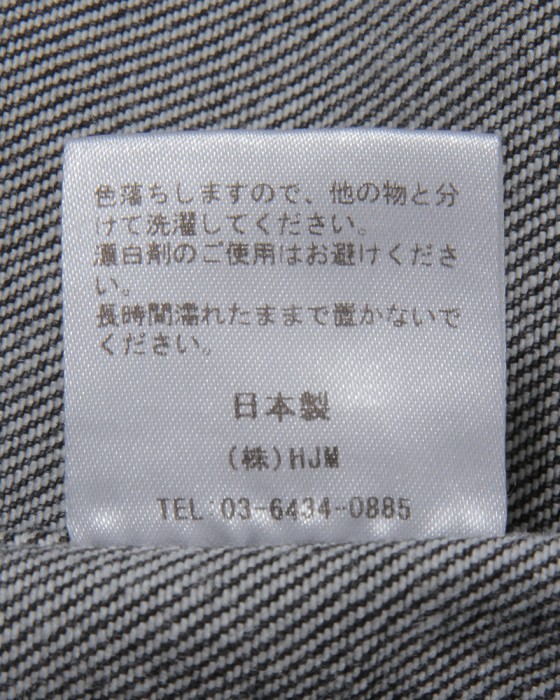 色落ちしますので、他の物と分
けて洗濯してください。
漂白剤のご使用はお避けくださ
い。
長時間濡れたままで置かないで
ください。
日本製
(株)HJM
TEL:03-6434-0885